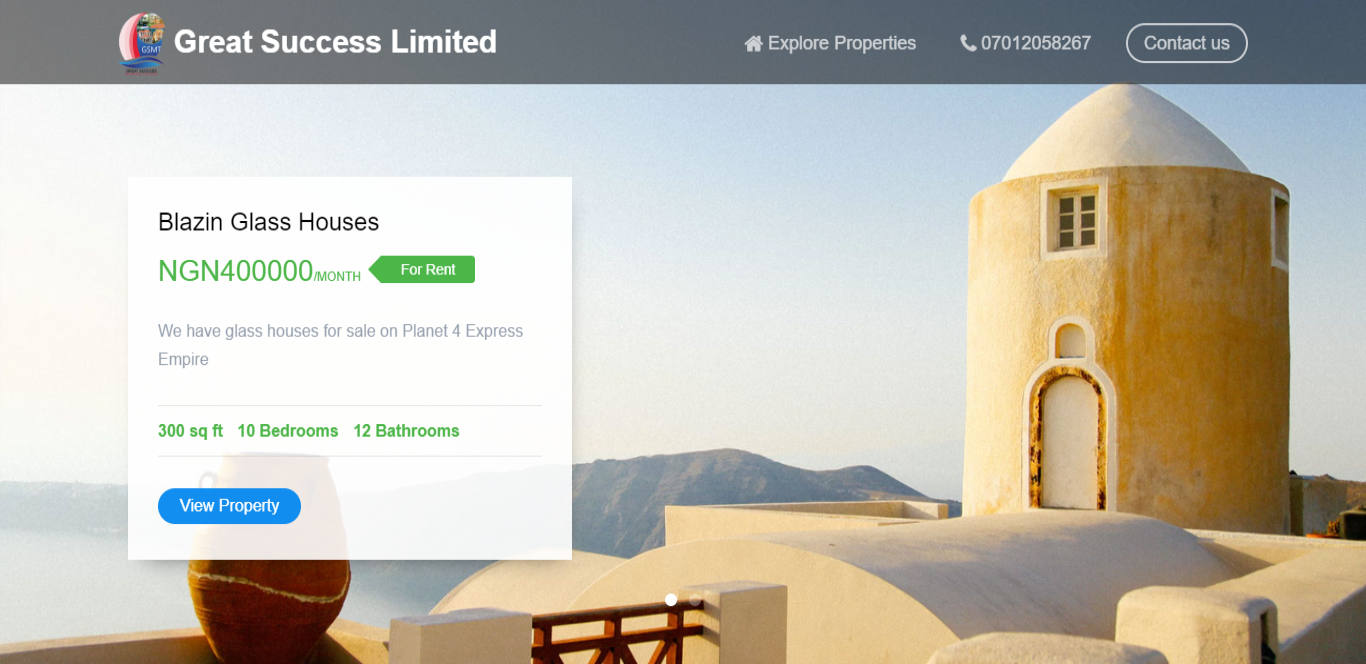 GSMT
Great Success Limited
Explore Properties
07012058267
Contact us
Blazin Glass Houses
NGN400000/MONTH
For Rent
We have glass houses for sale on Planet 4 Express
Empire
300 sq ft 10 Bedrooms 12 Bathrooms
View Property